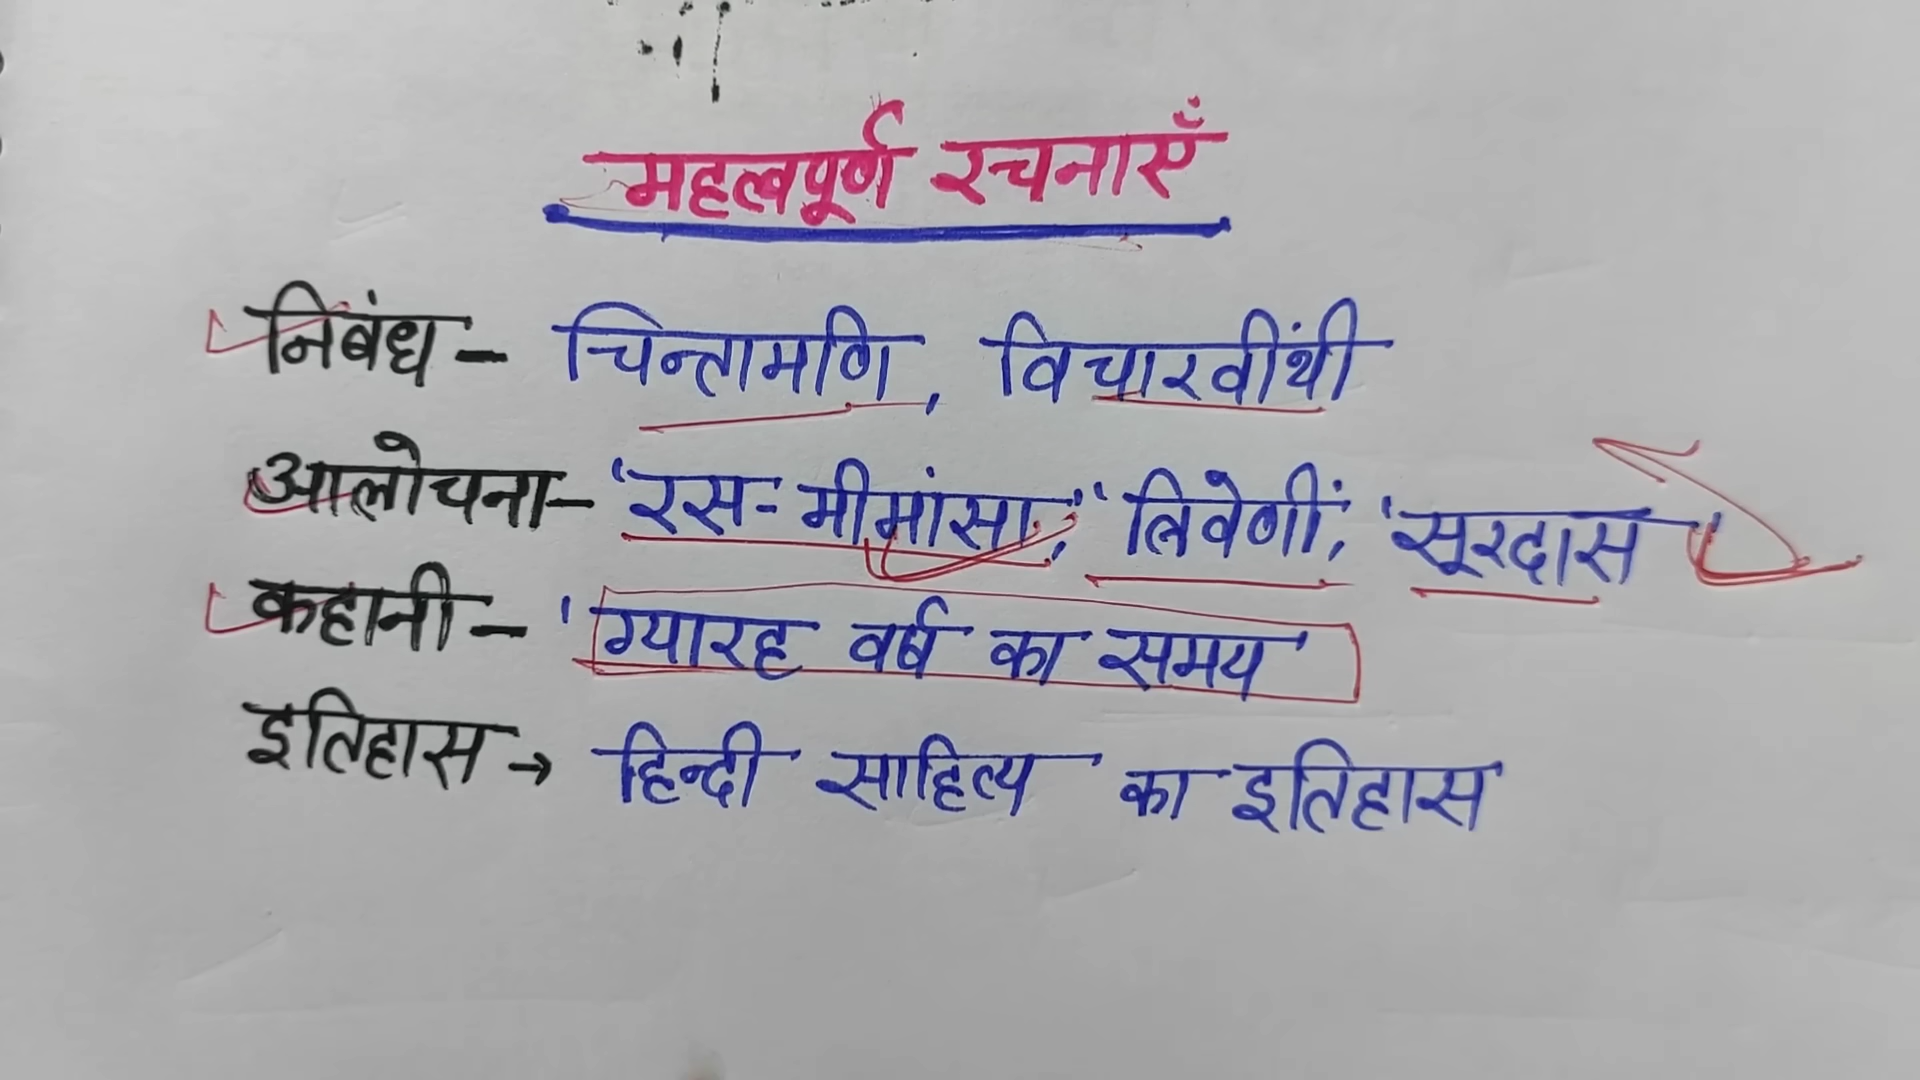 महत्वपूर्ण रचनाएँ
निबंध - चिन्तामणि, विचारवींथी
आलोचना - 'रस-मीमांसा,' 'त्रिवेणीं, 'सूरदास
कहानी - 'ग्यारह वर्ष का समय'
इतिहास → हिन्दी साहित्य का इतिहास